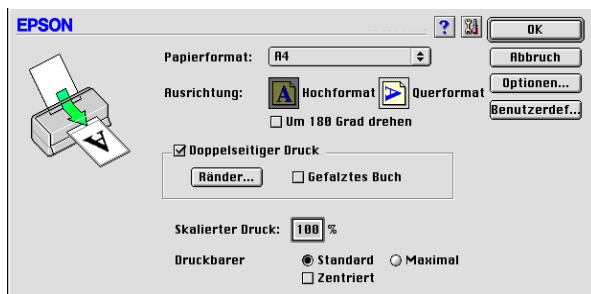 EPSON
? OK
Papierformat: A4 Abbruch
Ausrichtung: A Hochformat A Querformat Optionen...
Um 180 Grad drehen Benutzerdef...
Doppelseitiger Druck
Ränder... Gefalztes Buch
Skalierter Druck: 100 %
Druckbarer Standard Maximal
Zentriert
A